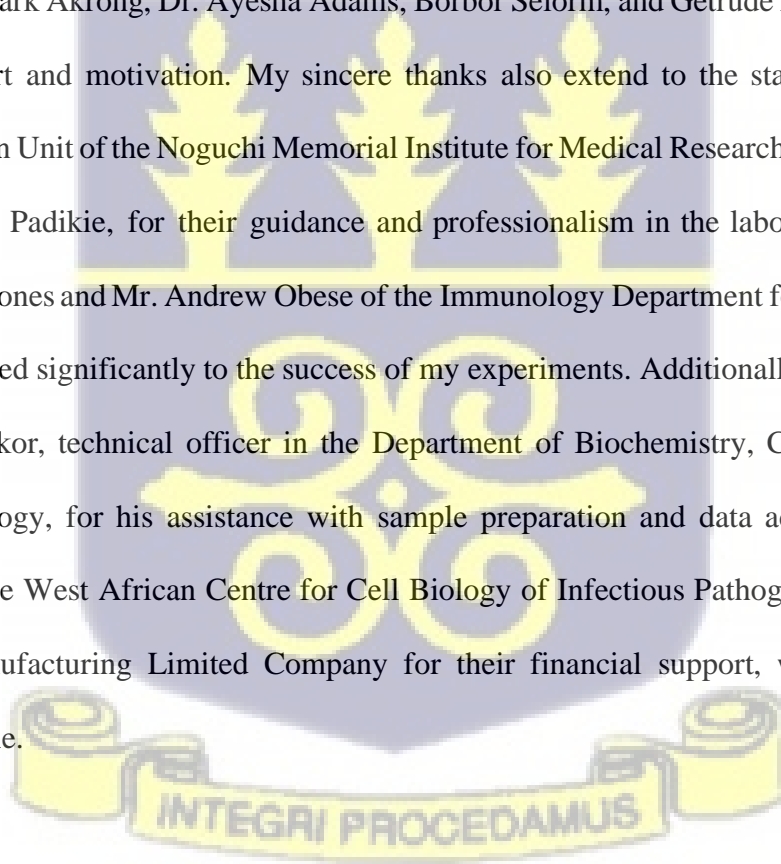 ark Akrong, Dr. Ayesha Adams, Borbor Seform, and Getrude
rt and motivation. My sincere thanks also extend to the sta
n Unit of the Noguchi Memorial Institute for Medical Research
Padikie, for their guidance and professionalism in the labo
ones and Mr. Andrew Obese of the Immunology Department f
ed significantly to the success of my experiments. Additionall
kor, technical officer in the Department of Biochemistry, C
ogy, for his assistance with sample preparation and data a
e West African Centre for Cell Biology of Infectious Pathog
ufacturing Limited Company for their financial support,
le.
INTEGRI PROCEDAMUS